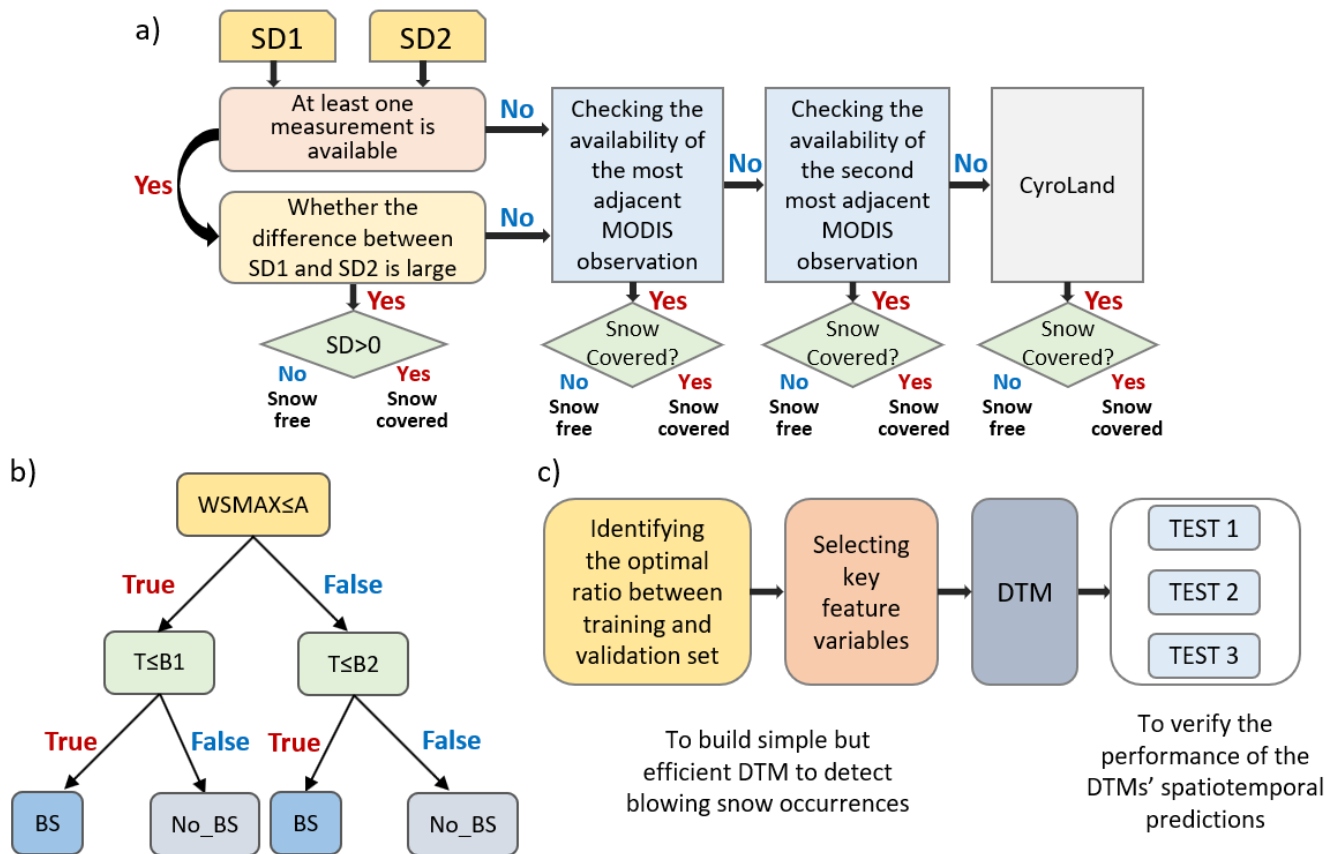 a)
SD1
SD2
At least one
measurement is
available
No
Checking the
availability of
the most
adjacent
MODIS
observation
No
Checking the
availability of
the second
most adjacent
MODIS
observation
No
CyroLand
Yes
Whether the
difference between
SD1 and SD2 is large
No
Yes
SD>0
No
Snow
free
Yes
Snow
covered
Yes
Snow
Covered?
No
Snow
free
Yes
Snow
covered
Yes
Snow
Covered?
No
Snow
free
Yes
Snow
covered
Yes
Snow
Covered?
No
Snow
free
Yes
Snow
covered
b)
WSMAX≤A
True
False
T≤B1
T≤B2
True
False
True
False
BS
No_BS
BS
No_BS
c)
Identifying
the optimal
ratio between
training and
validation set
Selecting
key
feature
variables
DTM
TEST 1
TEST 2
TEST 3
To build simple but
efficient DTM to detect
blowing snow occurrences
To verify the
performance of the
DTMs’ spatiotemporal
predictions